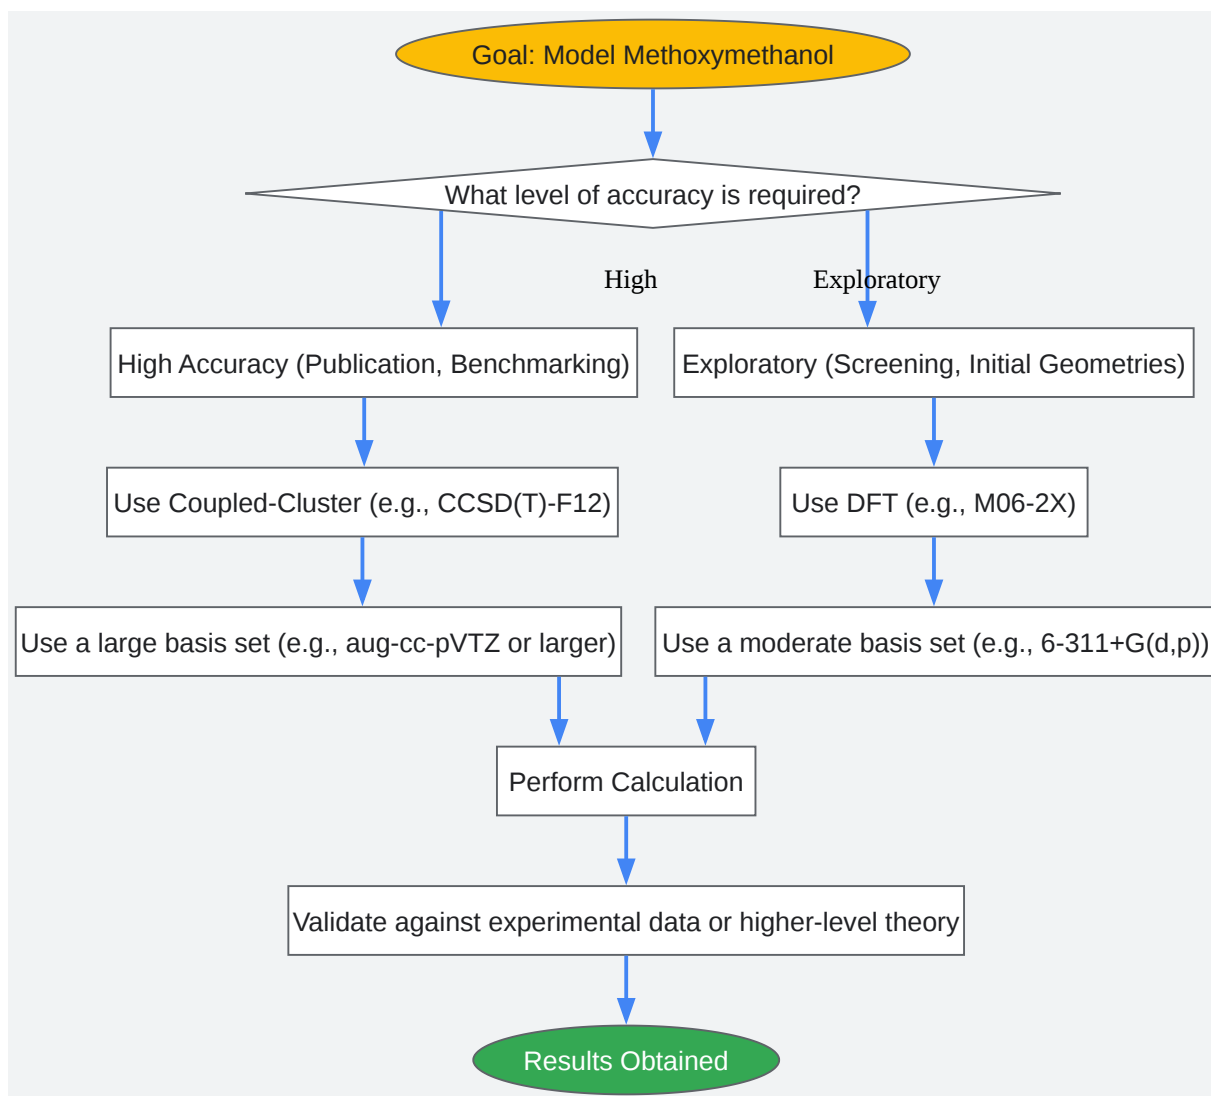 Goal: Model Methoxymethanol
What level of accuracy is required?
High
Exploratory
High Accuracy (Publication, Benchmarking)
Exploratory (Screening, Initial Geometries)
Use Coupled-Cluster (e.g., CCSD(T)-F12)
Use DFT (e.g., M06-2X)
Use a large basis set (e.g., aug-cc-pVTZ or larger)
Use a moderate basis set (e.g., 6-311+G(d,p))
Perform Calculation
Validate against experimental data or higher-level theory
Results Obtained